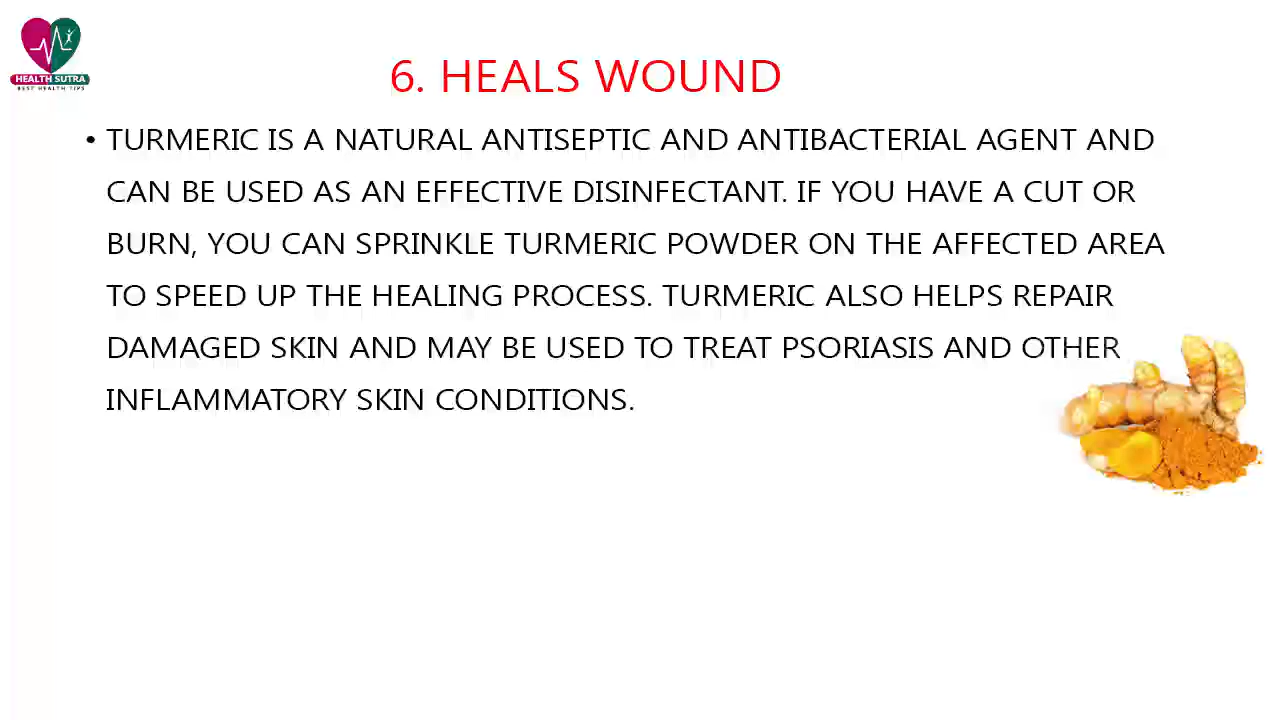 HEALTH SUTRA
BEST HEALTH TIPS
6. HEALS WOUND
• TURMERIC IS A NATURAL ANTISEPTIC AND ANTIBACTERIAL AGENT AND
CAN BE USED AS AN EFFECTIVE DISINFECTANT. IF YOU HAVE A CUT OR
BURN, YOU CAN SPRINKLE TURMERIC POWDER ON THE AFFECTED AREA
TO SPEED UP THE HEALING PROCESS. TURMERIC ALSO HELPS REPAIR
DAMAGED SKIN AND MAY BE USED TO TREAT PSORIASIS AND OTHER
INFLAMMATORY SKIN CONDITIONS.